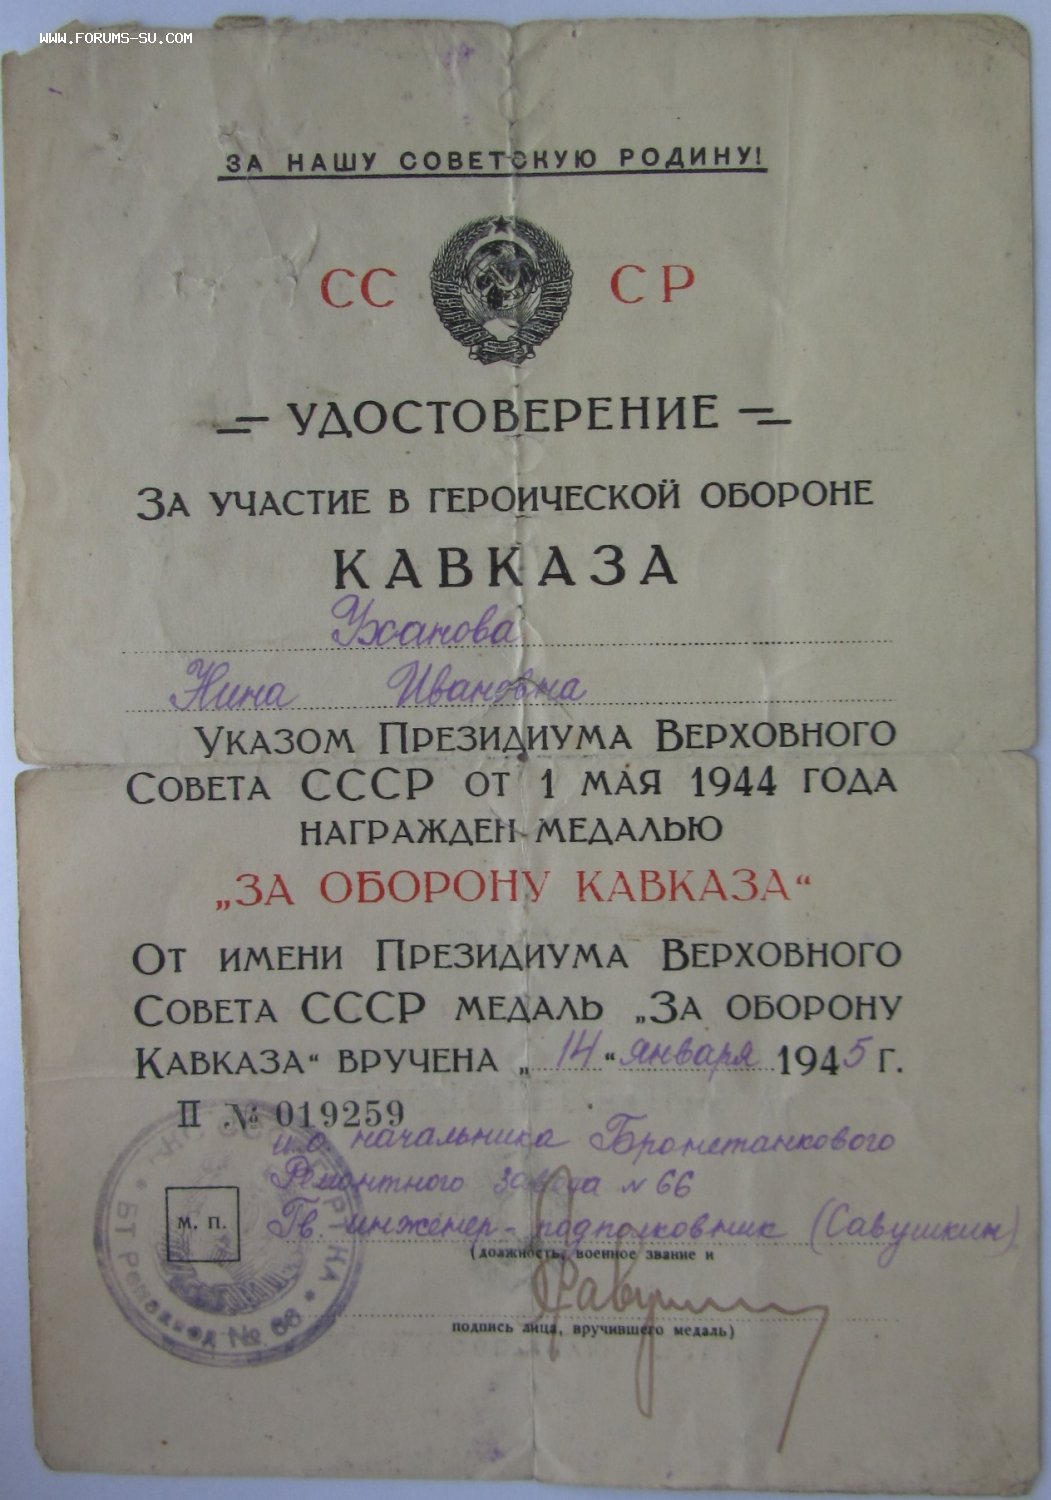 WWW.FORUMS-SU.COM
ЗА НАШУ СОВЕТСКУЮ РОДИНУ!
СС СР
УДОСТОВЕРЕНИЕ
ЗА УЧАСТИЕ В ГЕРОИЧЕСКОЙ ОБОРОНЕ
КАВКАЗА
Ужанова
Нина Ивановна
УКАЗОМ ПРЕЗИДИУМА ВЕРХОВНОГО
СОВЕТА СССР ОТ 1 МАЯ 1944 ГОДА
НАГРАЖДЕН МЕДАЛЬЮ
„ЗА ОБОРОНУ КАВКАЗА“
ОТ ИМЕНИ ПРЕЗИДИУМА ВЕРХОВНОГО
СОВЕТА СССР МЕДАЛЬ „ЗА ОБОРОНУ
КАВКАЗА“ ВРУЧЕНА „14“ января 1945 Г.
П № 019259
и.о. начальника Бронетанкового
Ремонтного завода № 66
М. П.
Гв. инженер-подполковник (Савушкин)
(должность, военное звание и
подпись лица, вручившего медаль)
БТ Ремзавод №